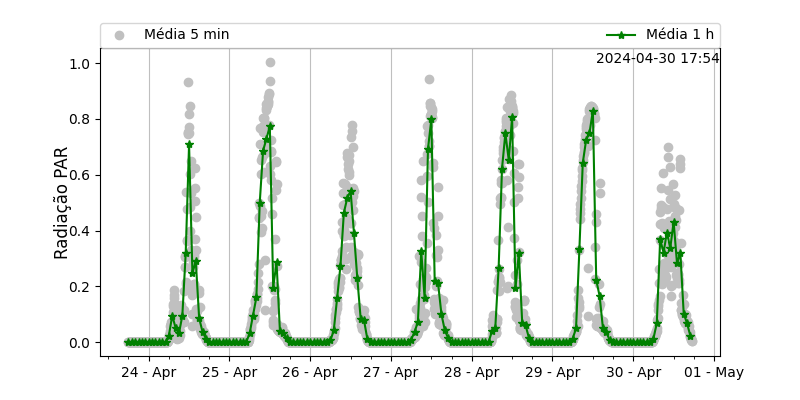 Média 5 min Média 1 h
2024-04-30 17:54
Radiação PAR
1.0
0.8
0.6
0.4
0.2
0.0
24 - Apr 25 - Apr 26 - Apr 27 - Apr 28 - Apr 29 - Apr 30 - Apr 01 - May